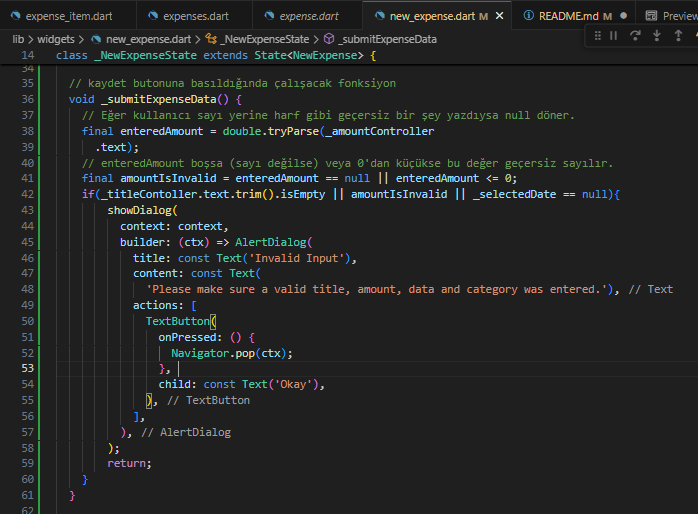 expense_item.dart expenses.dart expense.dart new_expense.dart M README.md M Preview
lib > widgets > new_expense.dart > _NewExpenseState > _submitExpenseData
14 class _NewExpenseState extends State<NewExpense> {
34
35 // kaydet butonuna basıldığında çalışacak fonksiyon
36 void _submitExpenseData() {
37 // Eğer kullanıcı sayı yerine harf gibi geçersiz bir şey yazdıysa null döner.
38 final enteredAmount = double.tryParse(_amountController
39 .text);
40 // enteredAmount boşsa (sayı değilse) veya 0'dan küçükse bu değer geçersiz sayılır.
41 final amountIsInvalid = enteredAmount == null || enteredAmount <= 0;
42 if(_titleContoller.text.trim().isEmpty || amountIsInvalid || _selectedDate == null){
43 showDialog(
44 context: context,
45 builder: (ctx) => AlertDialog(
46 title: const Text('Invalid Input'),
47 content: const Text(
48 'Please make sure a valid title, amount, data and category was entered.'), // Text
49 actions: [
50 TextButton(
51 onPressed: () {
52 Navigator.pop(ctx);
53 },
54 child: const Text('Okay'),
55 ), // TextButton
56 ],
57 ), // AlertDialog
58 );
59 return;
60 }
61 }
62